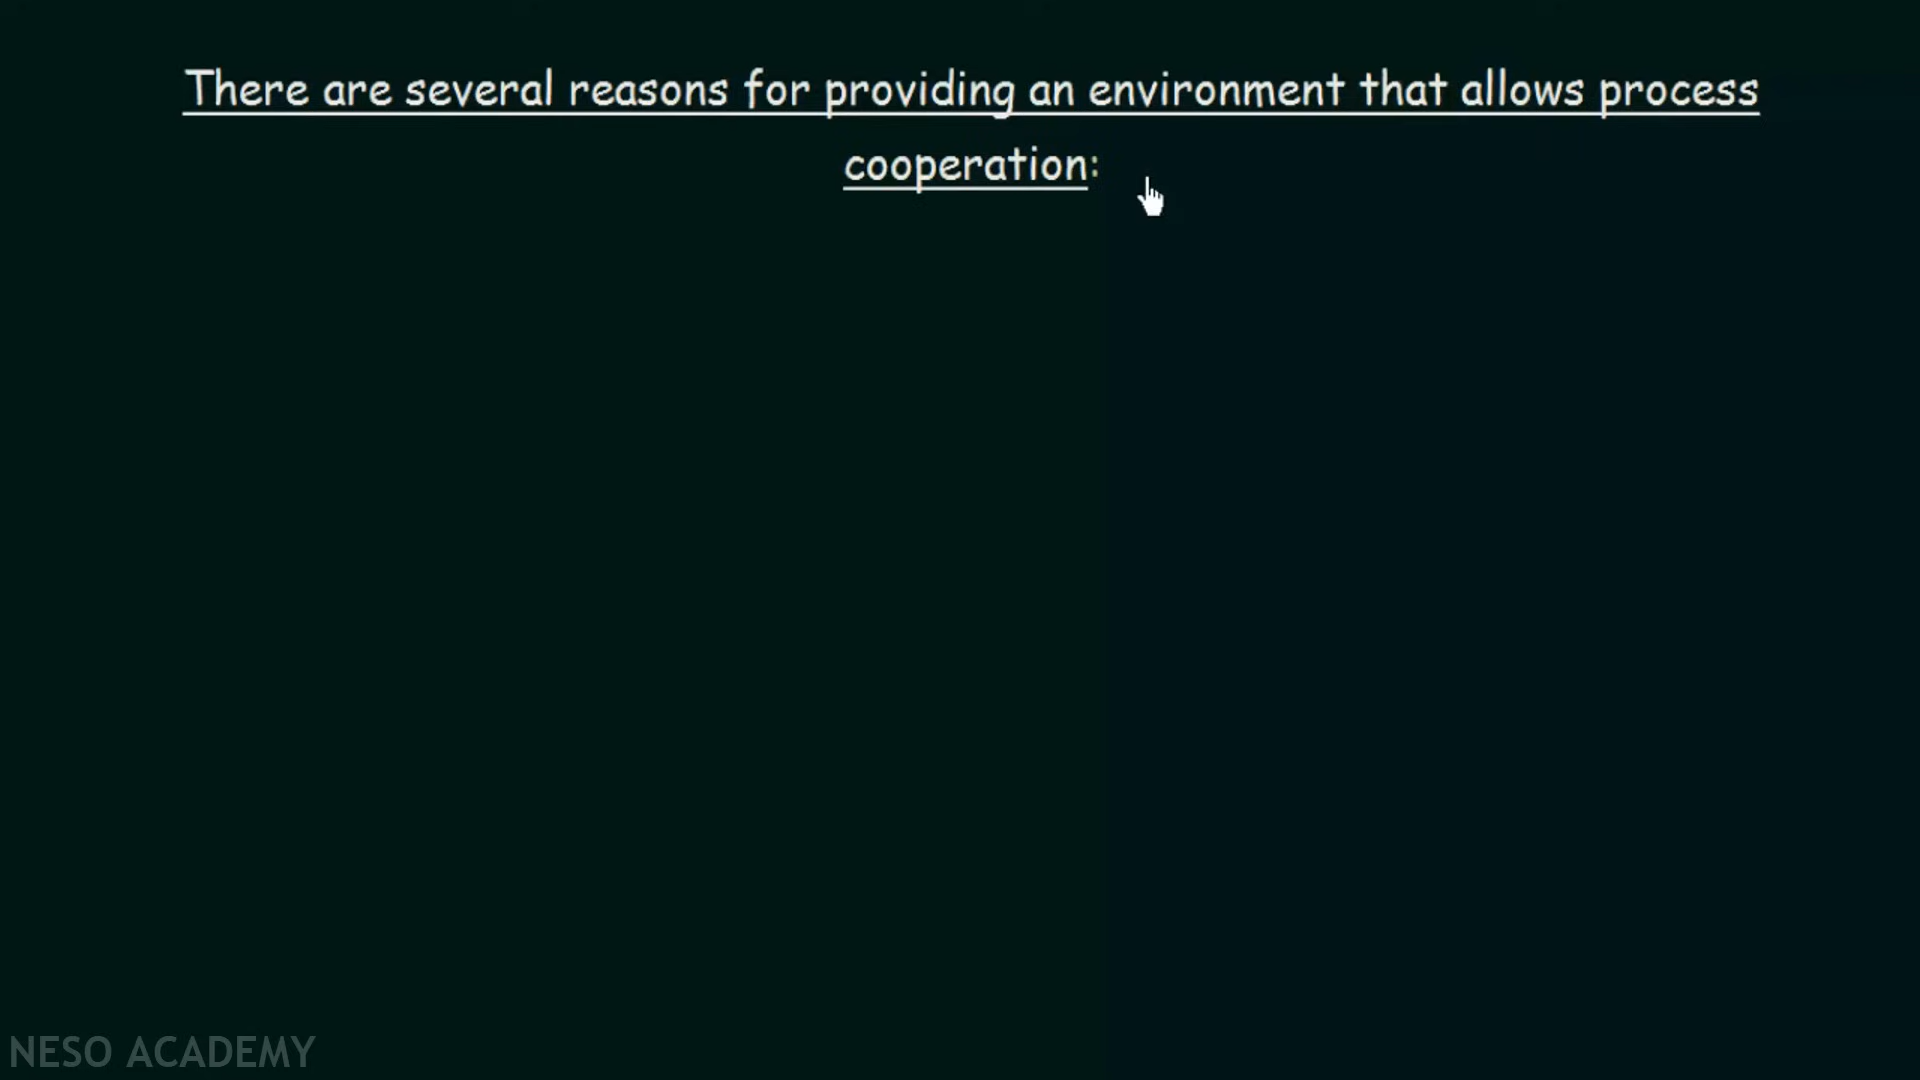 There are several reasons for providing an environment that allows process
cooperation:
NESO ACADEMY